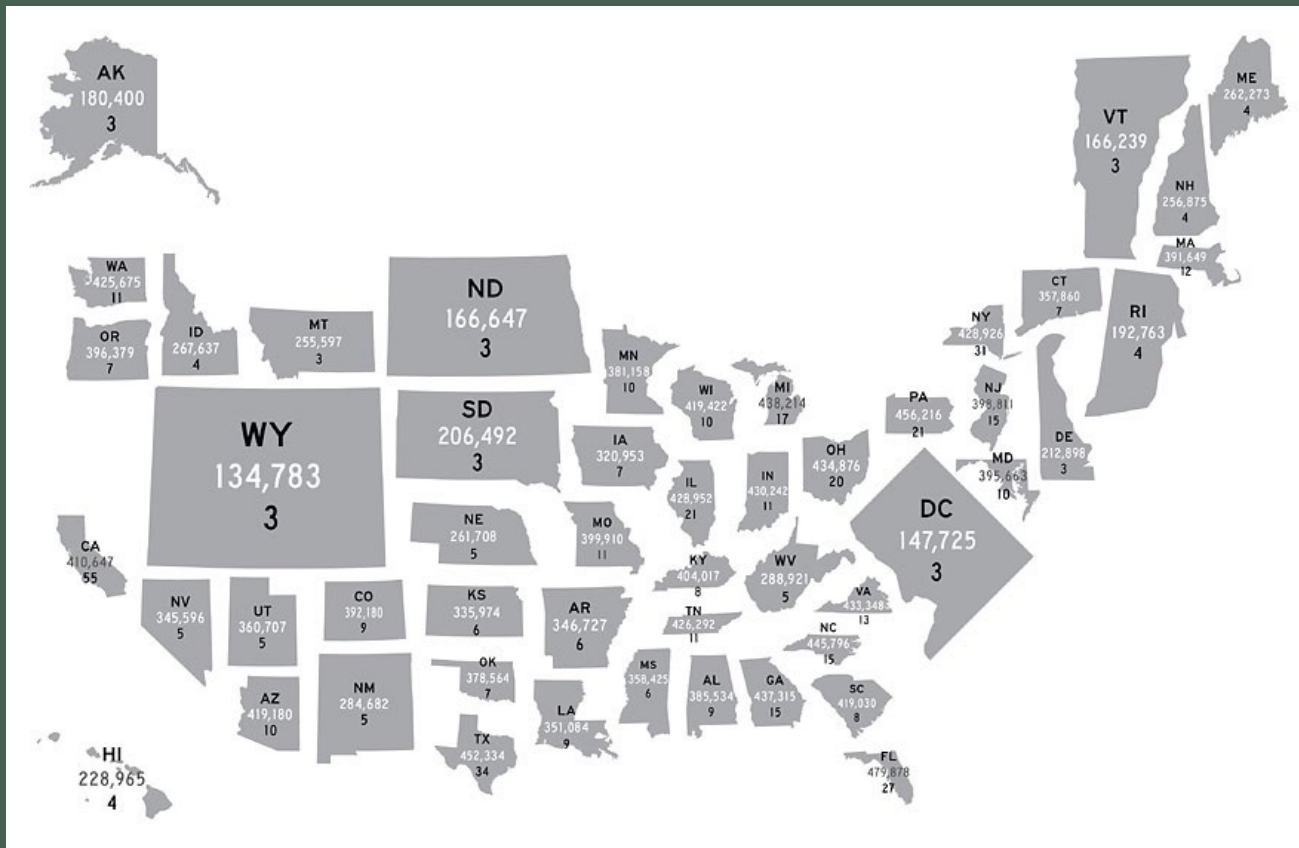 AK
180,400
3
VT
166,239
3
ME
262,273
4
NH
256,875
4
MA
391,649
12
WA
425,675
11
ID
267,637
4
MT
255,597
3
ND
166,647
3
OR
396,379
7
MN
381,158
10
WI
419,422
10
MI
438,214
17
NY
428,926
31
CT
357,860
7
RI
192,763
4
WY
134,783
3
SD
206,492
3
IA
320,953
7
IL
428,952
21
IN
430,242
11
OH
434,876
20
PA
456,216
21
NJ
398,811
15
DE
212,898
3
MD
395,663
10
DC
147,725
3
CA
410,647
55
NE
261,708
5
MO
399,910
11
KY
404,017
8
WV
288,921
5
VA
433,348
13
NV
345,596
5
UT
360,707
5
CO
392,180
9
KS
335,974
6
AR
346,727
6
TN
426,292
11
NC
445,796
15
AZ
419,180
10
NM
284,682
5
OK
378,564
7
LA
351,084
9
MS
358,425
6
AL
385,534
9
GA
437,315
15
SC
419,030
8
TX
452,334
34
HI
228,965
4
FL
479,878
27